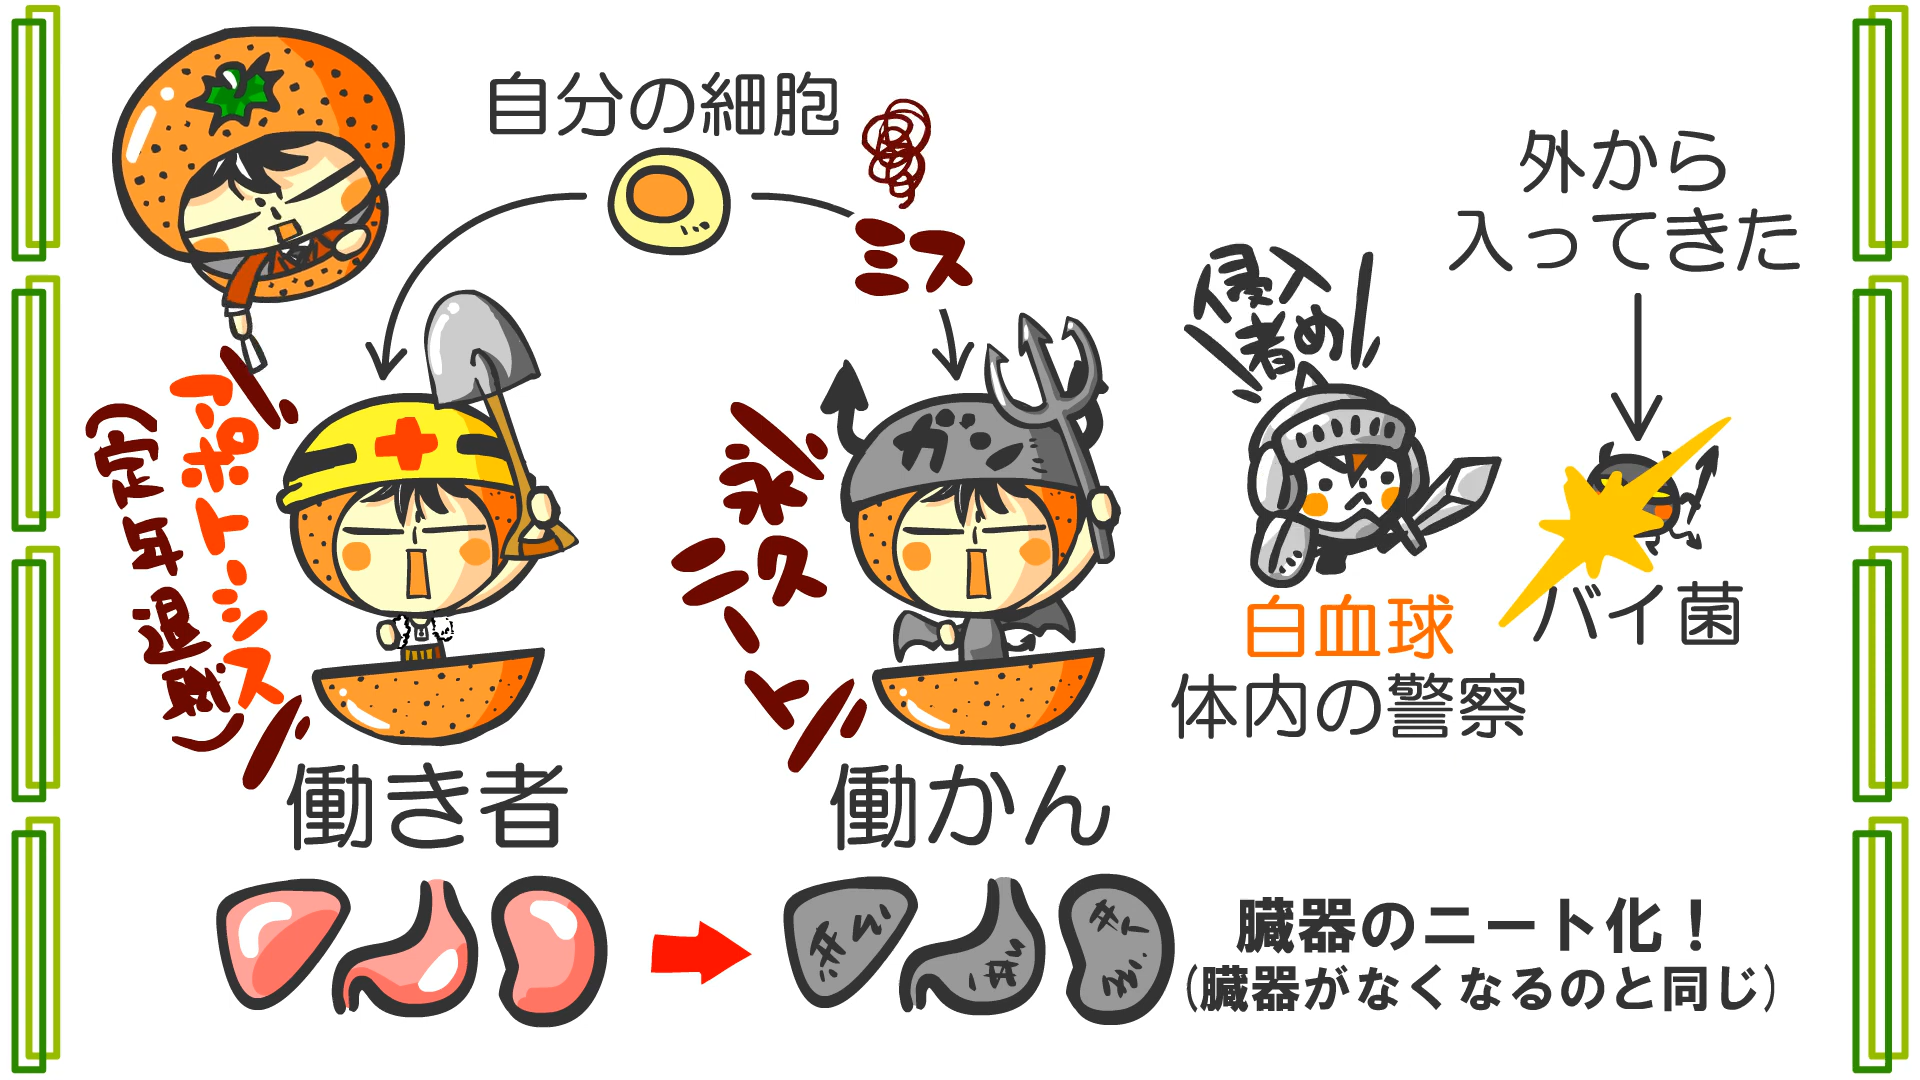 自分の細胞
ミス
外から
入ってきた
侵入
者め
アポトーシス
(定年退職)
ガン
永久
ニート
白血球
体内の警察
バイ菌
働き者
働かん
臓器のニート化！
(臓器がなくなるのと同じ)